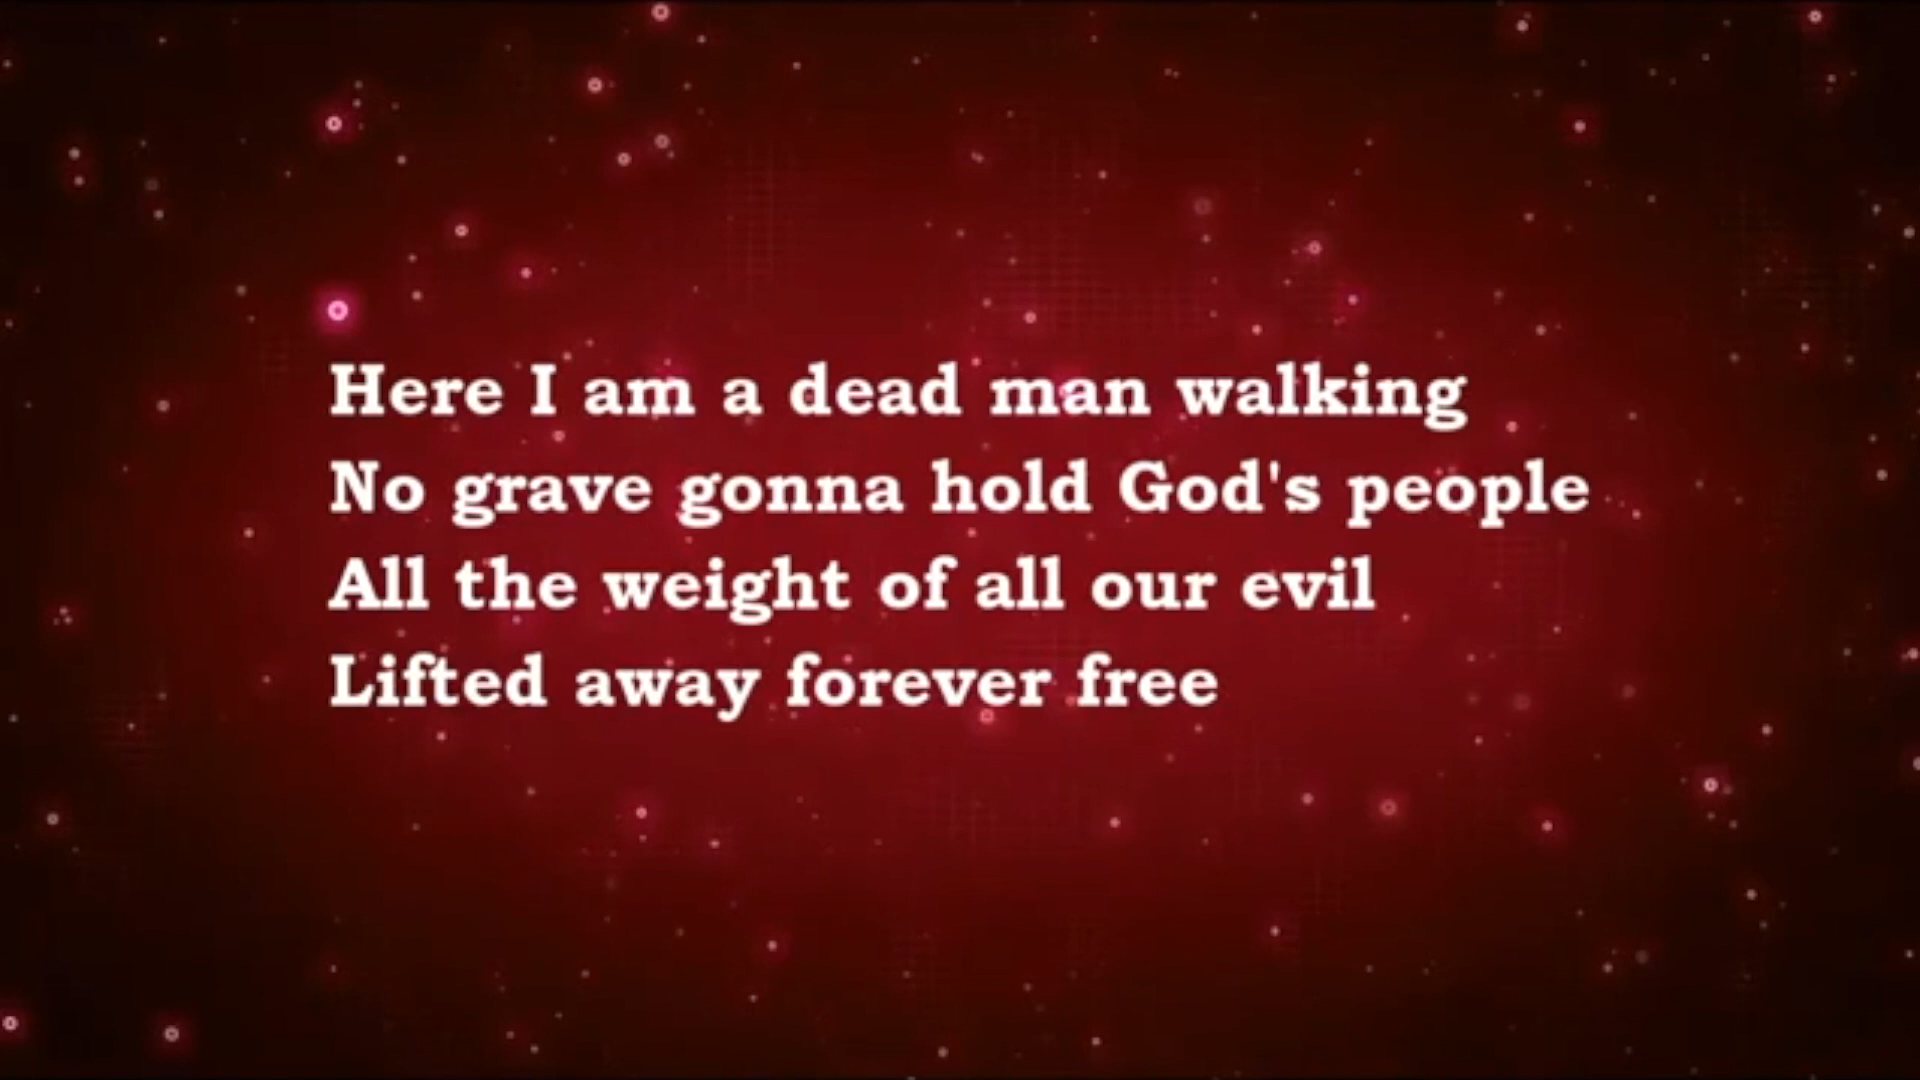 Here I am a dead man walking
No grave gonna hold God's people
All the weight of all our evil
Lifted away forever free